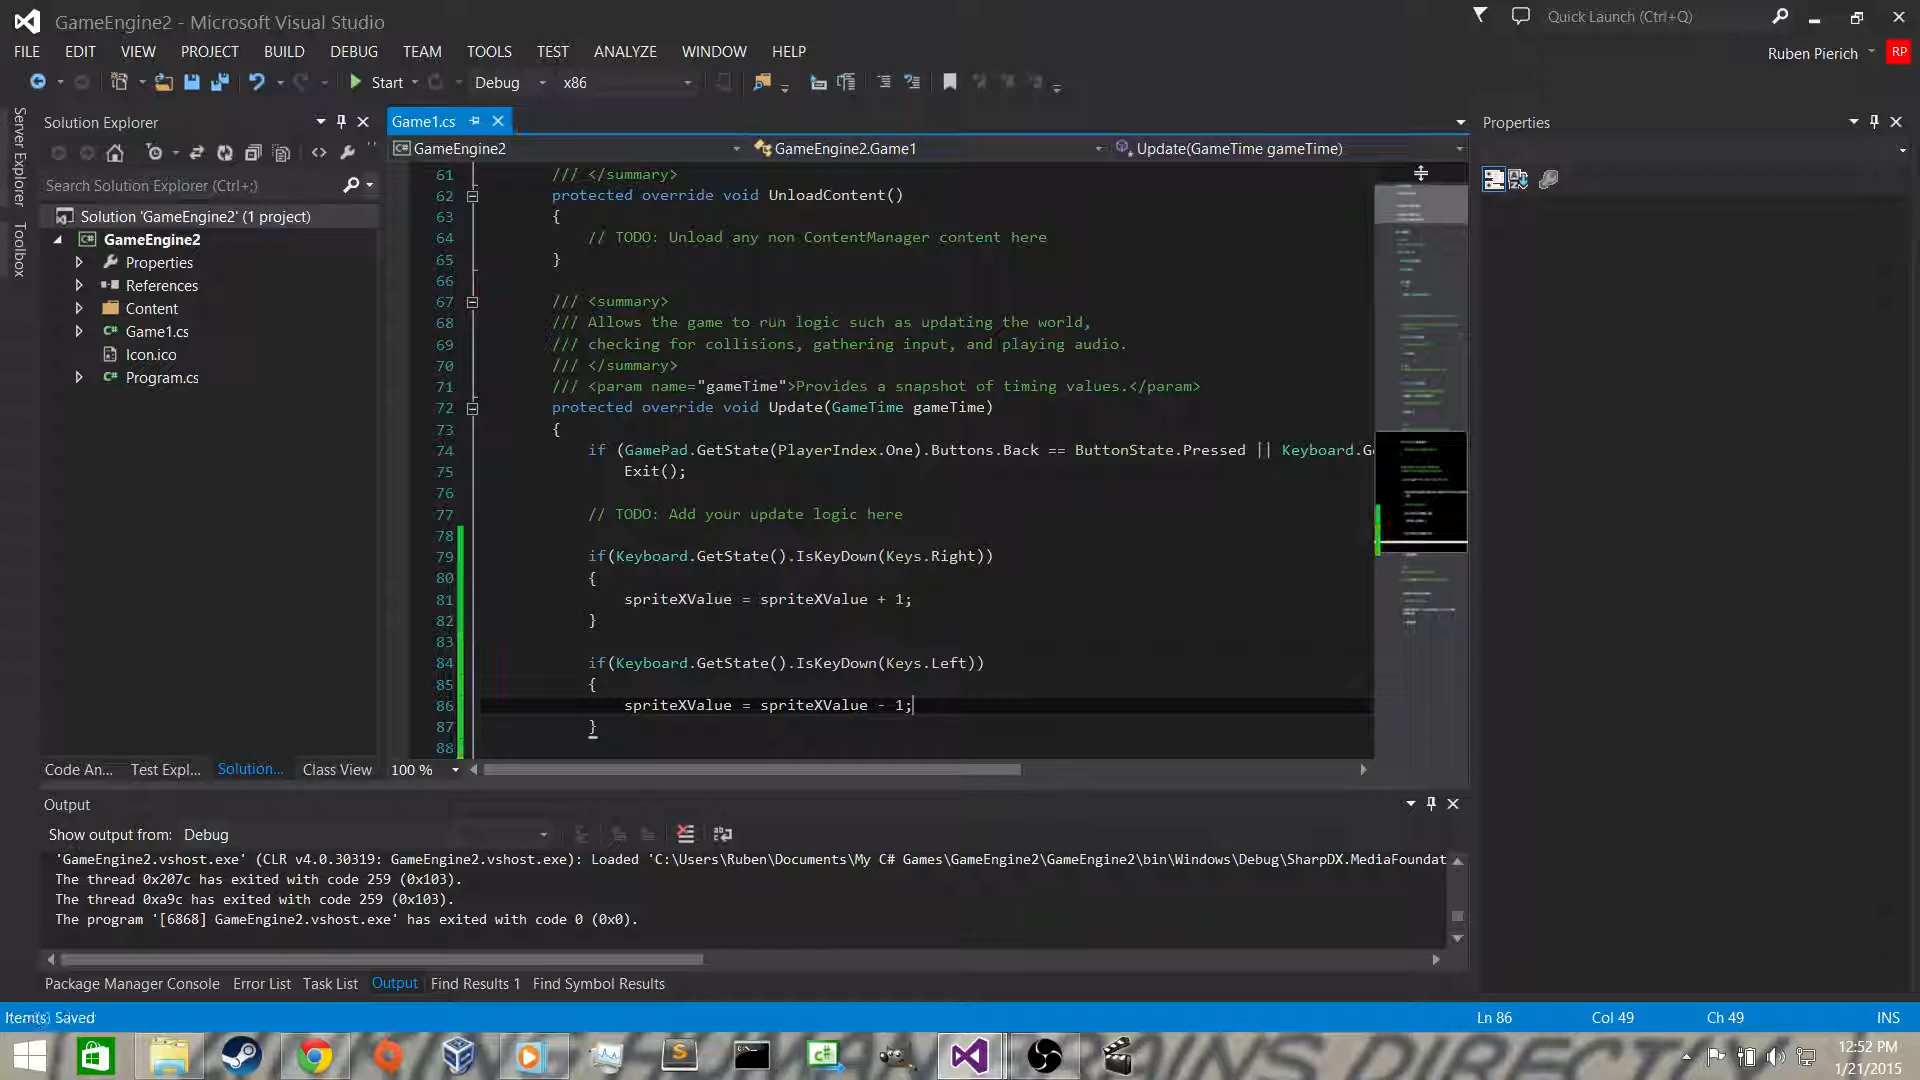 GameEngine2 - Microsoft Visual Studio
Quick Launch (Ctrl+Q)
FILE EDIT VIEW PROJECT BUILD DEBUG TEAM TOOLS TEST ANALYZE WINDOW HELP
Ruben Pierich RP
Start Debug x86
Server Explorer
Toolbox
Solution Explorer
Search Solution Explorer (Ctrl+;)
Solution 'GameEngine2' (1 project)
GameEngine2
Properties
References
Content
Game1.cs
Icon.ico
Program.cs
Code An... Test Expl... Solution... Class View
Game1.cs
GameEngine2 GameEngine2.Game1 Update(GameTime gameTime)
61 /// </summary>
62 protected override void UnloadContent()
63 {
64 // TODO: Unload any non ContentManager content here
65 }
66
67 /// <summary>
68 /// Allows the game to run logic such as updating the world,
69 /// checking for collisions, gathering input, and playing audio.
70 /// </summary>
71 /// <param name="gameTime">Provides a snapshot of timing values.</param>
72 protected override void Update(GameTime gameTime)
73 {
74 if (GamePad.GetState(PlayerIndex.One).Buttons.Back == ButtonState.Pressed || Keyboard.Ge
75 Exit();
76
77 // TODO: Add your update logic here
78
79 if(Keyboard.GetState().IsKeyDown(Keys.Right))
80 {
81 spriteXValue = spriteXValue + 1;
82 }
83
84 if(Keyboard.GetState().IsKeyDown(Keys.Left))
85 {
86 spriteXValue = spriteXValue - 1;
87 }
88
100 %
Properties
Output
Show output from: Debug
'GameEngine2.vshost.exe' (CLR v4.0.30319: GameEngine2.vshost.exe): Loaded 'C:\Users\Ruben\Documents\My C# Games\GameEngine2\GameEngine2\bin\Windows\Debug\SharpDX.MediaFoundat
The thread 0x207c has exited with code 259 (0x103).
The thread 0xa9c has exited with code 259 (0x103).
The program '[6868] GameEngine2.vshost.exe' has exited with code 0 (0x0).
Package Manager Console Error List Task List Output Find Results 1 Find Symbol Results
Item(s) Saved Ln 86 Col 49 Ch 49 INS
12:52 PM
1/21/2015